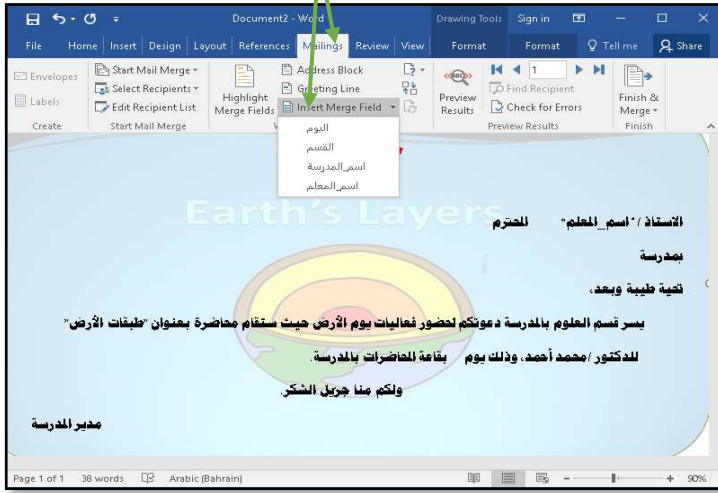 Document2 - Word
Drawing Tools
Sign in
File Home Insert Design Layout References Mailings Review View Format Format Tell me Share
Envelopes
Labels
Create
Start Mail Merge
Select Recipients
Edit Recipient List
Start Mail Merge
Highlight
Merge Fields
Address Block
Greeting Line
Insert Merge Field
Preview
Results
1
Find Recipient
Check for Errors
Preview Results
Finish &
Merge
Finish
اليوم
القسم
اسم_المدرسة
اسم_المعلم
Earth's Layers
الاستاذ /"اسم_المعلم" المحترم
بمدرسة
تحية طيبة وبعد،
يسر قسم العلوم بالمدرسة دعوتكم لحضور فعاليات يوم الأرض حيث ستقام محاضرة بعنوان "طبقات الأرض"
للدكتور /محمد أحمد، وذلك يوم بقاعة المحاضرات بالمدرسة.
ولكم منا جزيل الشكر.
مدير المدرسة
Page 1 of 1 38 words Arabic (Bahrain) 90%